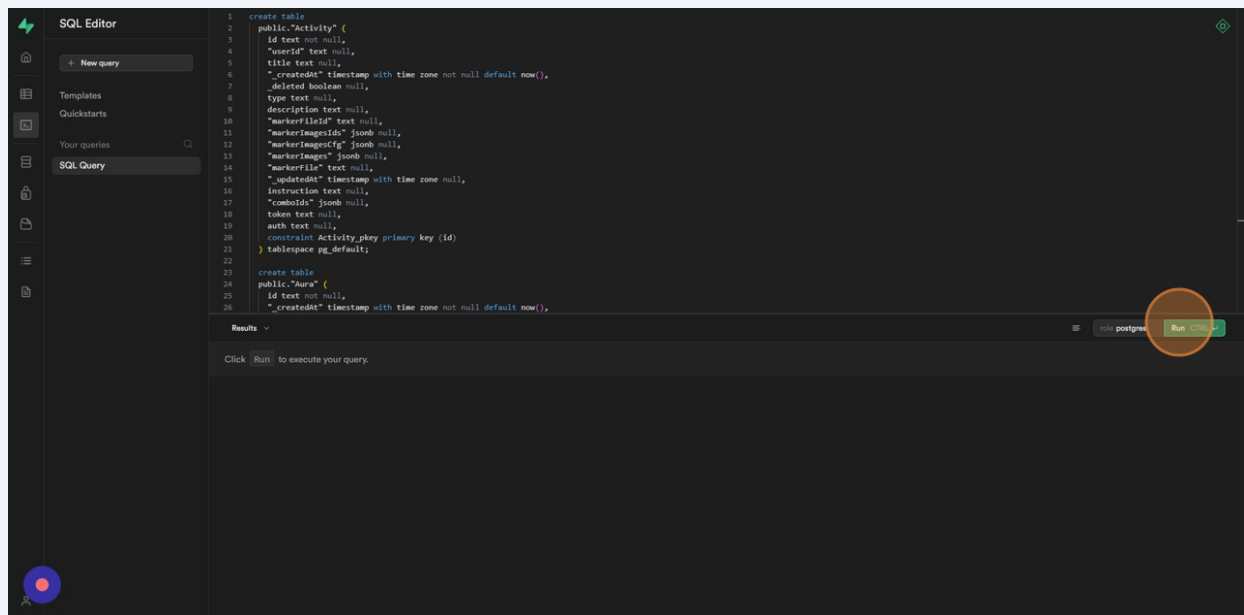 SQL Editor
+ New query
Templates
Quickstarts
Your queries
SQL Query
1 create table
2 public."Activity" (
3 id text not null,
4 "userId" text null,
5 title text null,
6 "_createdAt" timestamp with time zone not null default now(),
7 _deleted boolean null,
8 type text null,
9 description text null,
10 "markerFileId" text null,
11 "markerImagesIds" jsonb null,
12 "markerImagesCfg" jsonb null,
13 "markerImages" jsonb null,
14 "markerFile" text null,
15 "_updatedAt" timestamp with time zone null,
16 instruction text null,
17 "comboIds" jsonb null,
18 token text null,
19 auth text null,
20 constraint Activity_pkey primary key (id)
21 ) tablespace pg_default;
22
23 create table
24 public."Aura" (
25 id text not null,
26 "_createdAt" timestamp with time zone not null default now(),
Results
role postgres
Run CTRL
Click Run to execute your query.